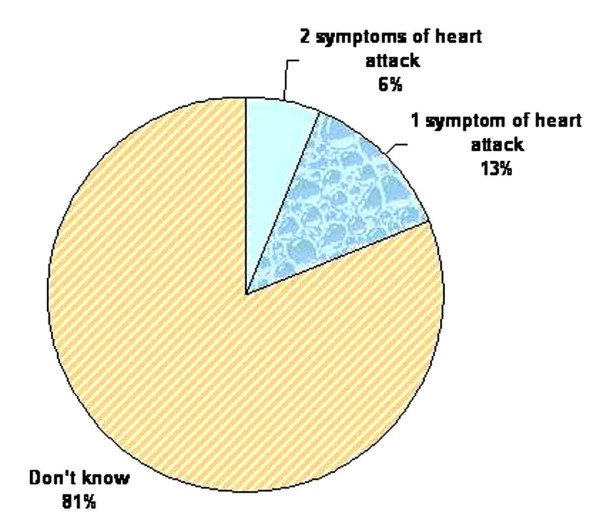 2 symptoms of heart
attack
6%
1 symptom of heart
attack
13%
Don't know
81%